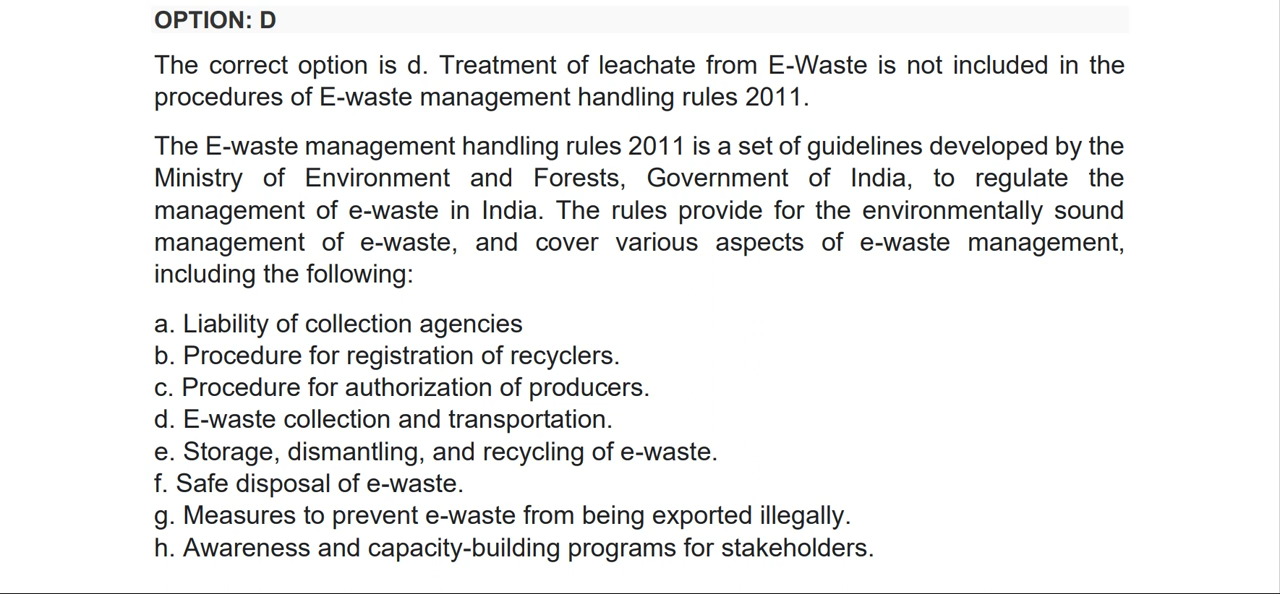 OPTION: D
The correct option is d. Treatment of leachate from E-Waste is not included in the
procedures of E-waste management handling rules 2011.
The E-waste management handling rules 2011 is a set of guidelines developed by the
Ministry of Environment and Forests, Government of India, to regulate the
management of e-waste in India. The rules provide for the environmentally sound
management of e-waste, and cover various aspects of e-waste management,
including the following:
a. Liability of collection agencies
b. Procedure for registration of recyclers.
c. Procedure for authorization of producers.
d. E-waste collection and transportation.
e. Storage, dismantling, and recycling of e-waste.
f. Safe disposal of e-waste.
g. Measures to prevent e-waste from being exported illegally.
h. Awareness and capacity-building programs for stakeholders.